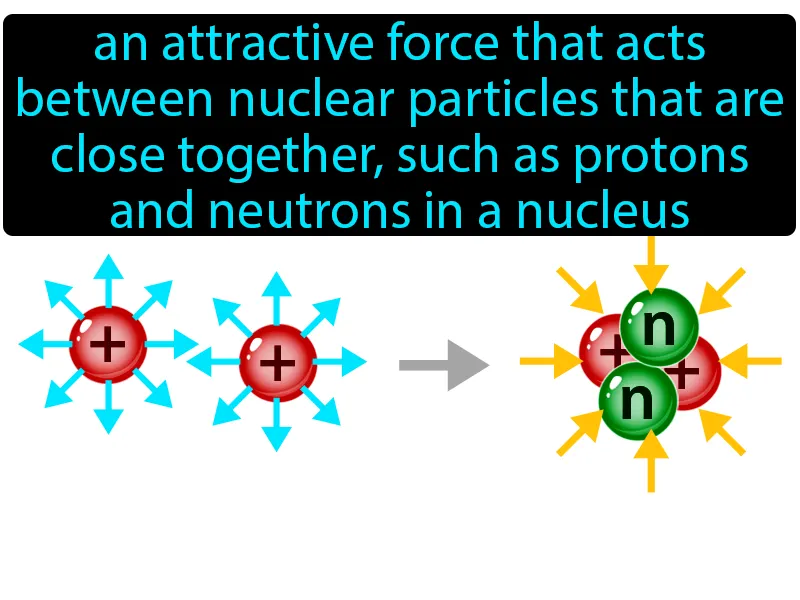 an attractive force that acts
between nuclear particles that are
close together, such as protons
and neutrons in a nucleus
+
+
n
+
+
n